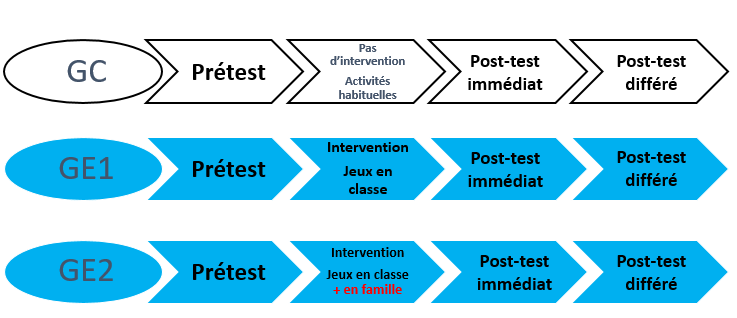 GC
Prétest
Pas
d'intervention
Activités
habituelles
Post-test
immédiat
Post-test
différé
GE1
Prétest
Intervention
Jeux en
classe
Post-test
immédiat
Post-test
différé
GE2
Prétest
Intervention
Jeux en classe
+ en famille
Post-test
immédiat
Post-test
différé